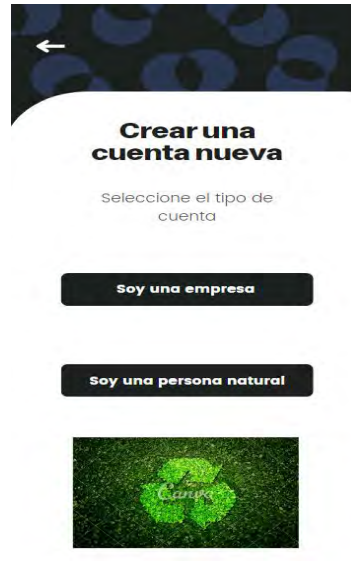 Crear una
cuenta nueva
Seleccione el tipo de
cuenta
Soy una empresa
Soy una persona natural
Canva